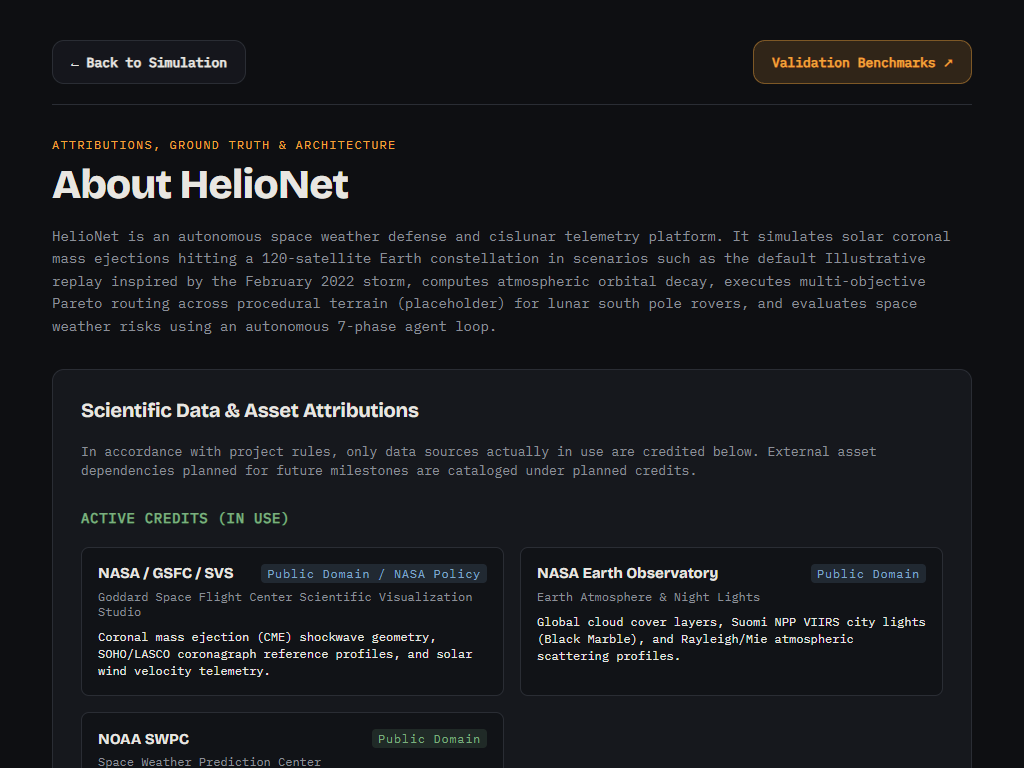 ← Back to Simulation
Validation Benchmarks ↗
ATTRIBUTIONS, GROUND TRUTH & ARCHITECTURE
About HelioNet
HelioNet is an autonomous space weather defense and cislunar telemetry platform. It simulates solar coronal
mass ejections hitting a 120-satellite Earth constellation in scenarios such as the default Illustrative
replay inspired by the February 2022 storm, computes atmospheric orbital decay, executes multi-objective
Pareto routing across procedural terrain (placeholder) for lunar south pole rovers, and evaluates space
weather risks using an autonomous 7-phase agent loop.
Scientific Data & Asset Attributions
In accordance with project rules, only data sources actually in use are credited below. External asset
dependencies planned for future milestones are cataloged under planned credits.
ACTIVE CREDITS (IN USE)
NASA / GSFC / SVS
Public Domain / NASA Policy
Goddard Space Flight Center Scientific Visualization
Studio
Coronal mass ejection (CME) shockwave geometry,
SOHO/LASCO coronagraph reference profiles, and solar
wind velocity telemetry.
NASA Earth Observatory
Public Domain
Earth Atmosphere & Night Lights
Global cloud cover layers, Suomi NPP VIIRS city lights
(Black Marble), and Rayleigh/Mie atmospheric
scattering profiles.
NOAA SWPC
Public Domain
Space Weather Prediction Center